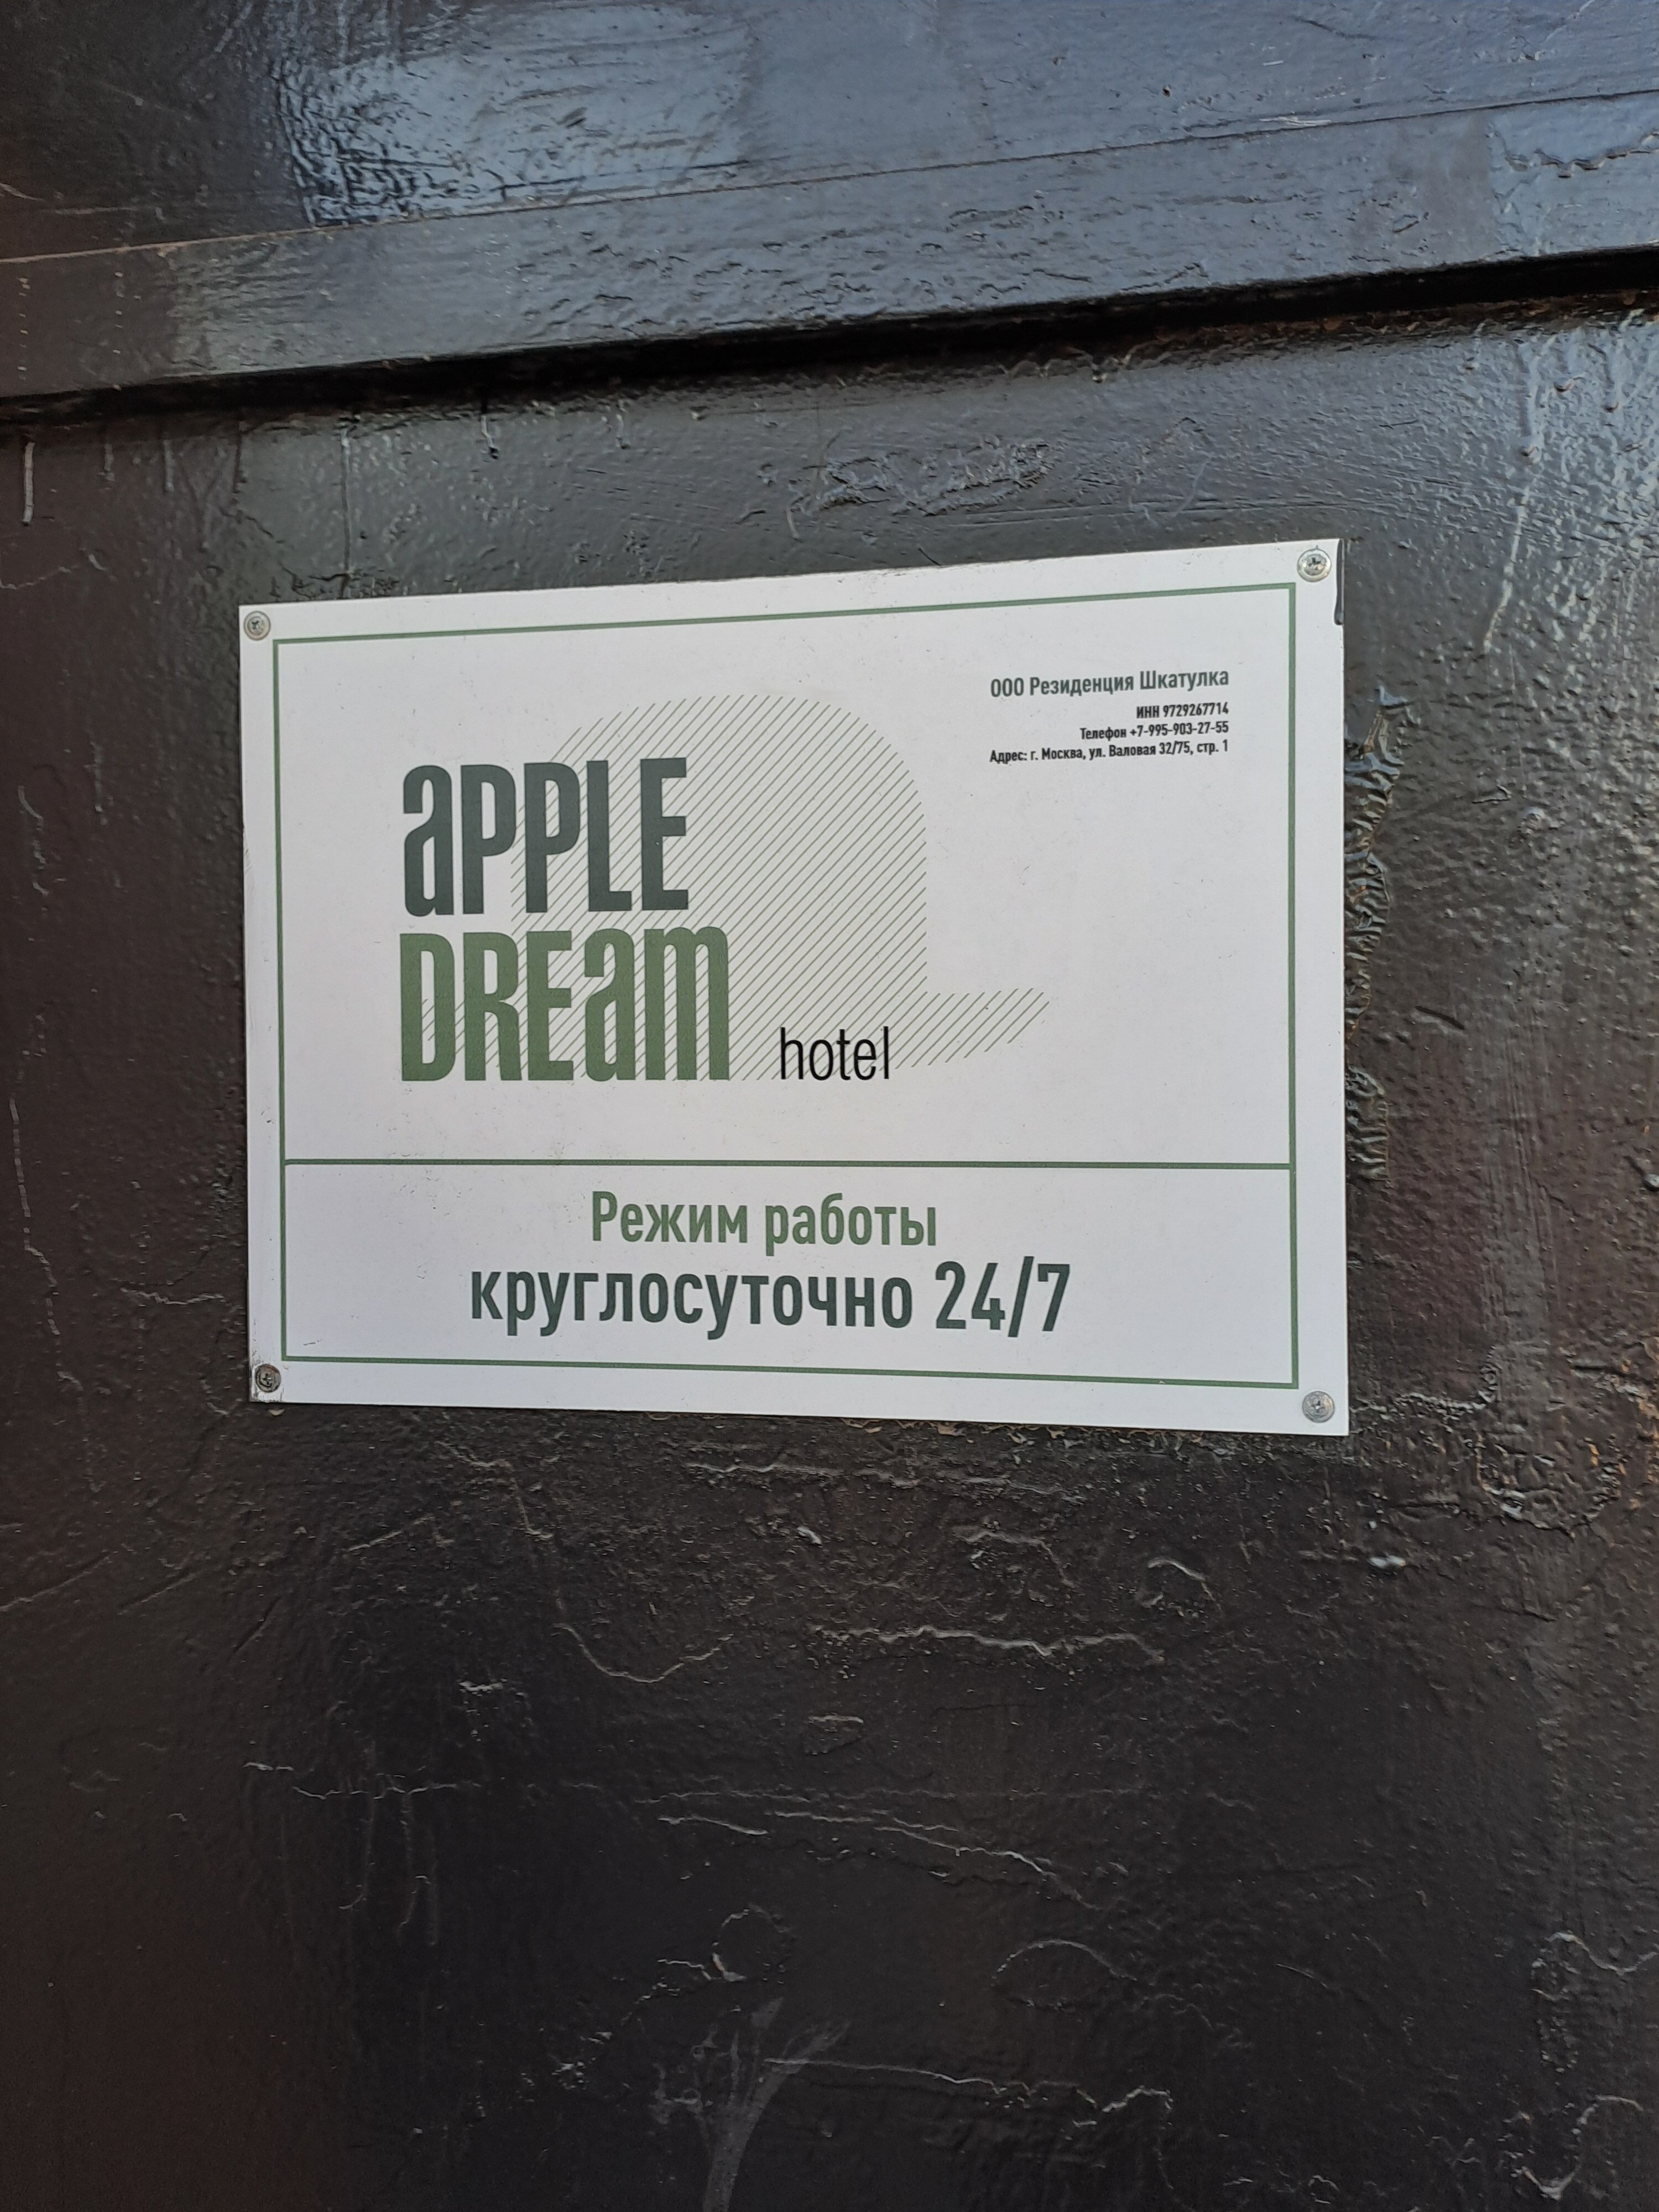 ООО Резиденция Шкатулка
ИНН 9729267714
Телефон +7-995-903-27-55
Адрес: г. Москва, ул. Валовая 32/75, стр. 1
aPPLE
DREam
hotel
Режим работы
круглосуточно 24/7